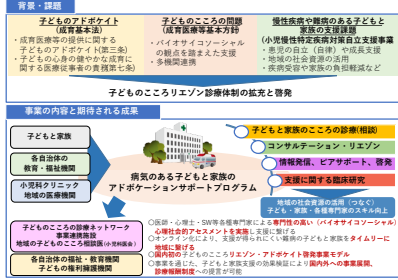 背景・課題
子どものアドボケイト
(成育基本法)
・成育医療等の提供に関する
子どものアドボケイト(第三条)
・子どもの心身の健やかな成育に
関する医療従事者の責務第七条)
子どものこころの問題
(成育医療等基本方針)
・バイオサイコソーシャル
の観点を踏まえた支援
・多機関連携
慢性疾病や難病のある子どもと
家族の支援課題
(小児慢性特定疾病対策自立支援事業
・患児の自立(自律)や成長支援
・地域の社会資源の活用
・疾病受容や家族の負担軽減など
子どものこころのリエゾン診療体制の拡充と啓発
事業の内容と期待される成果
子どもと家族
各自治体の
教育・福祉機関
小児科クリニック
地域の医療機関
病気のある子どもと家族の
アドボケーションサポートプログラム
子どもと家族のこころの診療(相談)
コンサルテーション・リエゾン
情報発信、ピアサポート、啓発
支援に関する臨床研究
地域の社会資源の活用(つなぐ)
子ども・家族・各種専門家のスキル向上
子どものこころの診療ネットワーク
事業連携施設
地域の子どものこころ相談医(小児科医会)
各自治体の福祉・教育機関
子どもの権利擁護機関
〇医師・心理士・SW等各種専門家による専門性の高い(バイオサイコソーシャル)
心理社会的アセスメントを実施し支援に繋げる
〇オンライン化により、支援が得られにくい難病の子どもと家族をタイムリーに
地域に繋げる
〇国内初の子どものこころのリエゾン・アドボケイト啓発事業モデル
〇事業を通じた、子どもと家族支援の効果検証により国内外への事業展開、
診療報酬制度への提言が可能